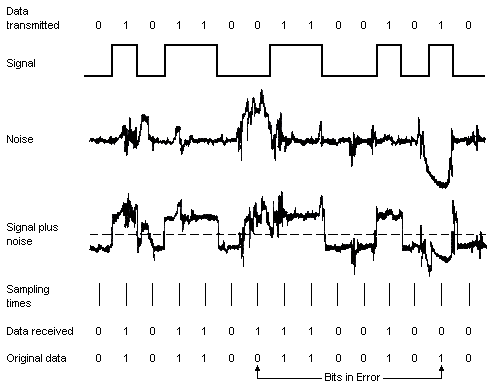 Data
transmitted 0 1 0 1 1 0 0 1 1 0 0 1 0 1 0
Signal
Noise
Signal plus
noise
Sampling
times
Data received 0 1 0 1 1 0 1 1 1 0 0 1 0 0 0
Original data 0 1 0 1 1 0 0 1 1 0 0 1 0 1 0
Bits in Error